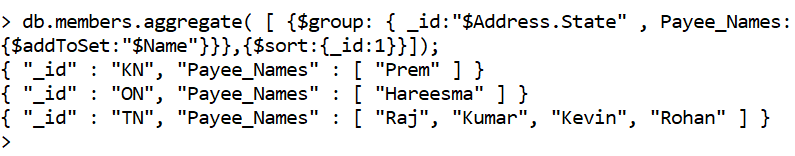 > db.members.aggregate( [ {$group: { _id:"$Address.State" , Payee_Names:
{$addToSet:"$Name"}}},{$sort:{_id:1}}]);
{ "_id" : "KN", "Payee_Names" : [ "Prem" ] }
{ "_id" : "ON", "Payee_Names" : [ "Hareesma" ] }
{ "_id" : "TN", "Payee_Names" : [ "Raj", "Kumar", "Kevin", "Rohan" ] }
>